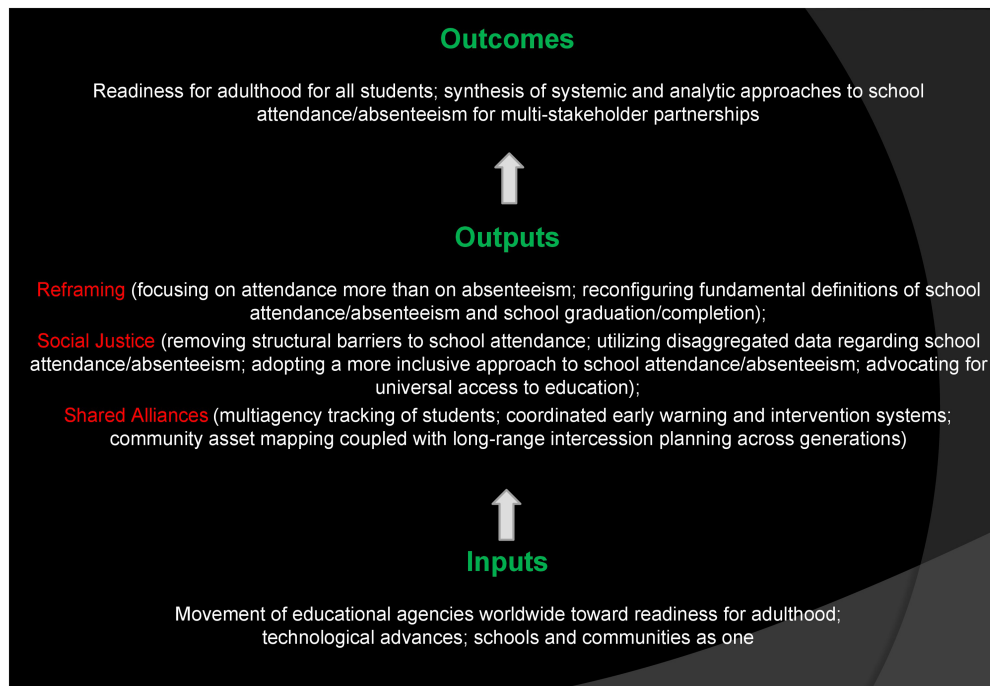 Outcomes
Readiness for adulthood for all students; synthesis of systemic and analytic approaches to school
attendance/absenteeism for multi-stakeholder partnerships
Outputs
Reframing (focusing on attendance more than on absenteeism; reconfiguring fundamental definitions of school
attendance/absenteeism and school graduation/completion);
Social Justice (removing structural barriers to school attendance; utilizing disaggregated data regarding school
attendance/absenteeism; adopting a more inclusive approach to school attendance/absenteeism; advocating for
universal access to education);
Shared Alliances (multiagency tracking of students; coordinated early warning and intervention systems;
community asset mapping coupled with long-range intercession planning across generations)
Inputs
Movement of educational agencies worldwide toward readiness for adulthood;
technological advances; schools and communities as one